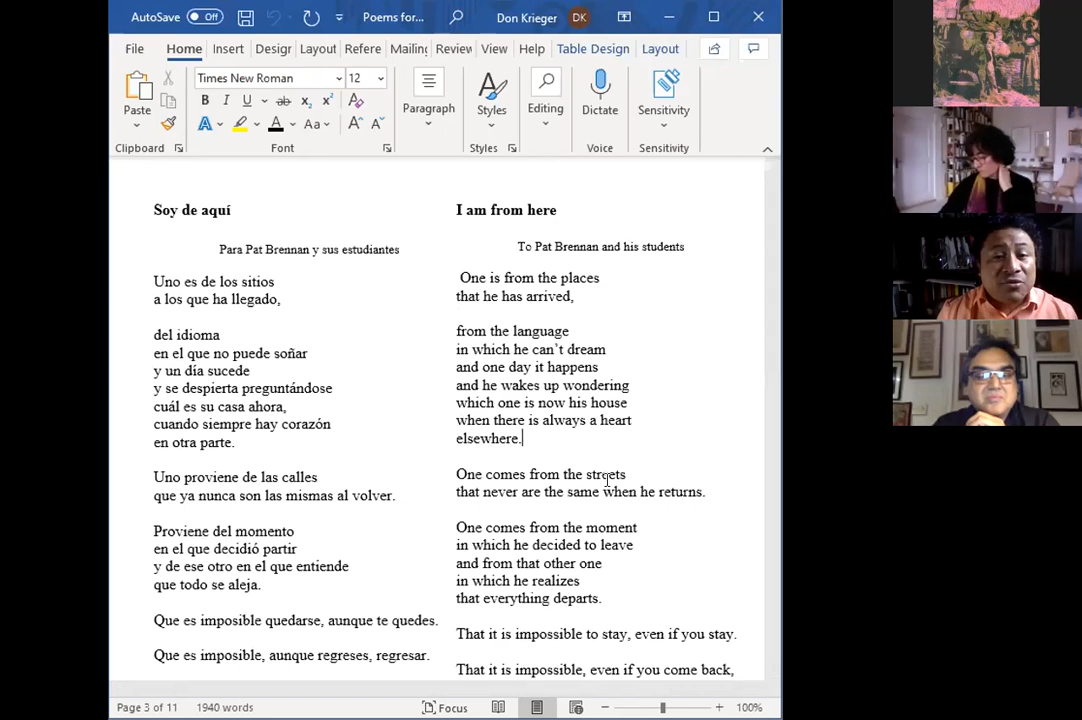 AutoSave Off Poems for... Don Krieger DK
File Home Insert Design Layout Refere Mailing Review View Help Table Design Layout
Times New Roman 12
Paste Paragraph Styles Editing Dictate Sensitivity
B I U ab x₂ x² A
A A Aa A A
Clipboard Font Styles Voice Sensitivity
Soy de aquí
Para Pat Brennan y sus estudiantes
Uno es de los sitios
a los que ha llegado,
del idioma
en el que no puede soñar
y un día sucede
y se despierta preguntándose
cuál es su casa ahora,
cuando siempre hay corazón
en otra parte.
Uno proviene de las calles
que ya nunca son las mismas al volver.
Proviene del momento
en el que decidió partir
y de ese otro en el que entiende
que todo se aleja.
Que es imposible quedarse, aunque te quedes.
Que es imposible, aunque regreses, regresar.
I am from here
To Pat Brennan and his students
One is from the places
that he has arrived,
from the language
in which he can't dream
and one day it happens
and he wakes up wondering
which one is now his house
when there is always a heart
elsewhere.
One comes from the streets
that never are the same when he returns.
One comes from the moment
in which he decided to leave
and from that other one
in which he realizes
that everything departs.
That it is impossible to stay, even if you stay.
That it is impossible, even if you come back,
Page 3 of 11 1940 words Focus 100%